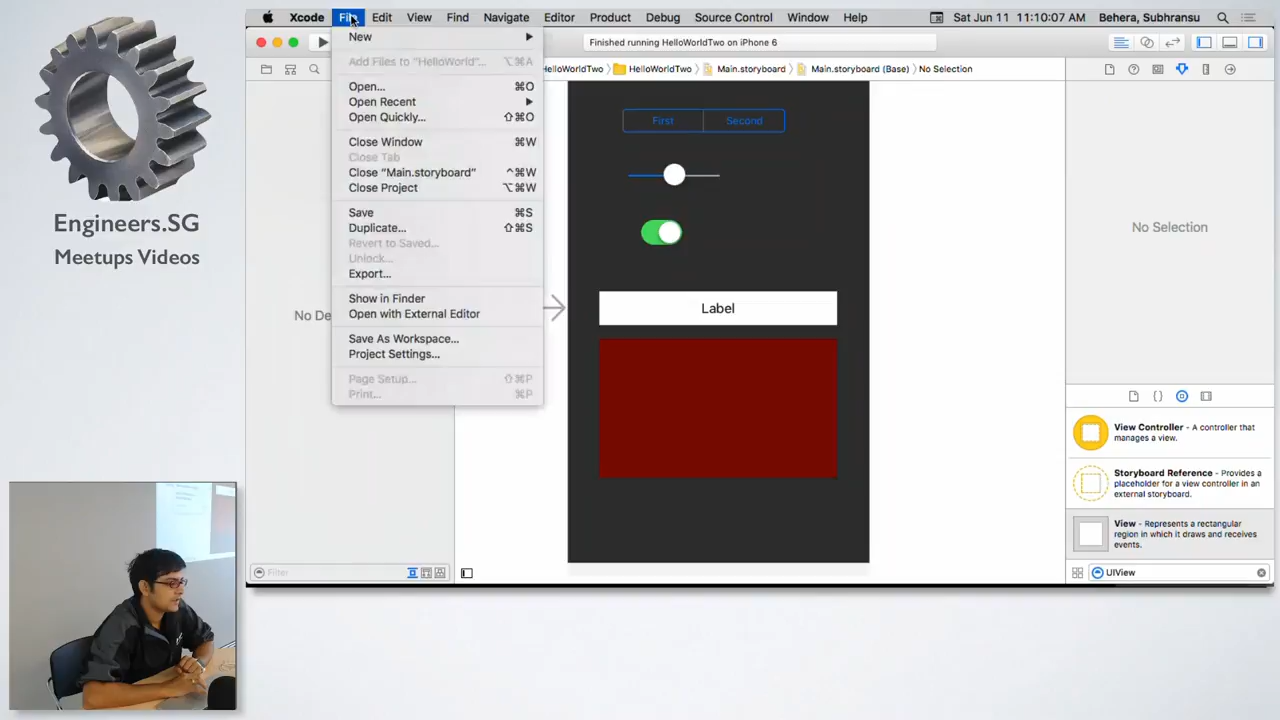 Xcode File Edit View Find Navigate Editor Product Debug Source Control Window Help Sat Jun 11 11:10:07 AM Behera, Subhransu
Finished running HelloWorldTwo on iPhone 6
HelloWorldTwo HelloWorldTwo Main.storyboard Main.storyboard (Base) No Selection
New
Add Files to "HelloWorld"... ⌥⌘A
Open... ⌘O
Open Recent
Open Quickly... ⇧⌘O
Close Window ⌘W
Close Tab
Close "Main.storyboard" ^⌘W
Close Project ⌥⌘W
Save ⌘S
Duplicate... ⇧⌘S
Revert to Saved...
Unlock...
Export...
Show in Finder
Open with External Editor
Save As Workspace...
Project Settings...
Page Setup... ⇧⌘P
Print... ⌘P
No De
Filter
First Second
Label
No Selection
View Controller - A controller that
manages a view.
Storyboard Reference - Provides a
placeholder for a view controller in an
external storyboard.
View - Represents a rectangular
region in which it draws and receives
events.
UIView
Engineers.SG
Meetups Videos